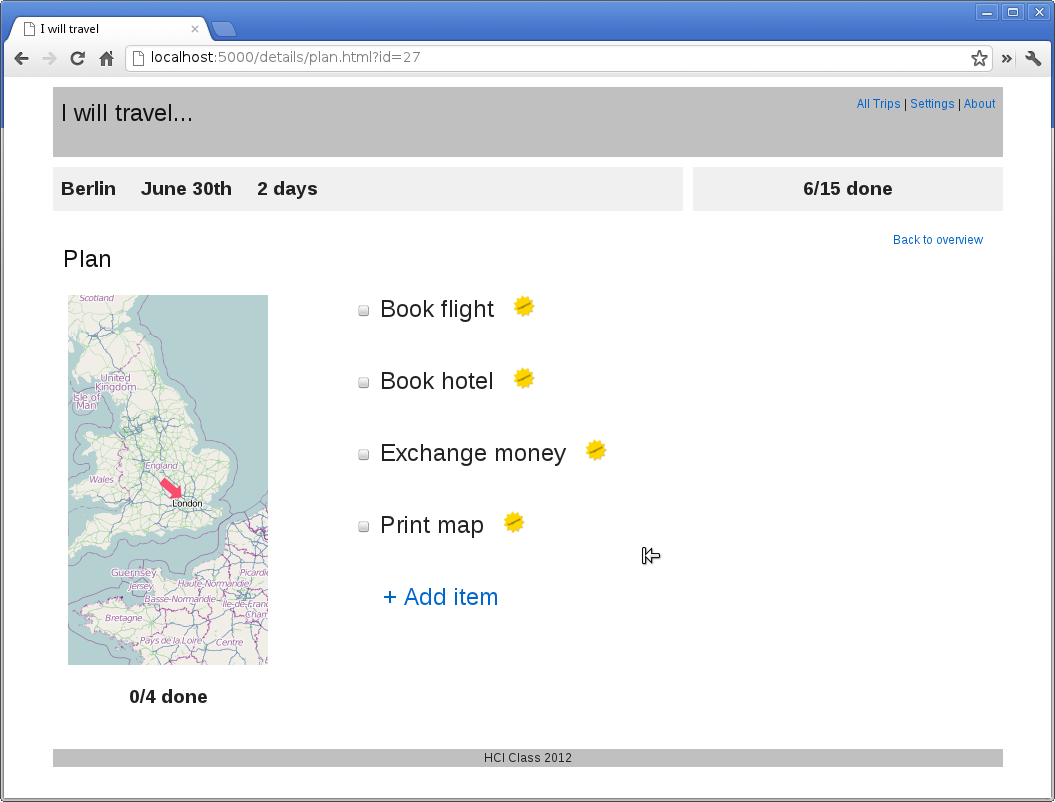 I will travel
localhost:5000/details/plan.html?id=27
I will travel...
All Trips | Settings | About
Berlin June 30th 2 days
6/15 done
Back to overview
Plan
Scotland
United
Kingdom
Isle of
Man
England
Wales
London
Guernsey
Jersey
Picardie
Haute-Normandie
Basse-Normandie
Île-de-France
Cham
Bretagne
Pays de la Loire
Centre
0/4 done
Book flight
Book hotel
Exchange money
Print map
+ Add item
HCI Class 2012